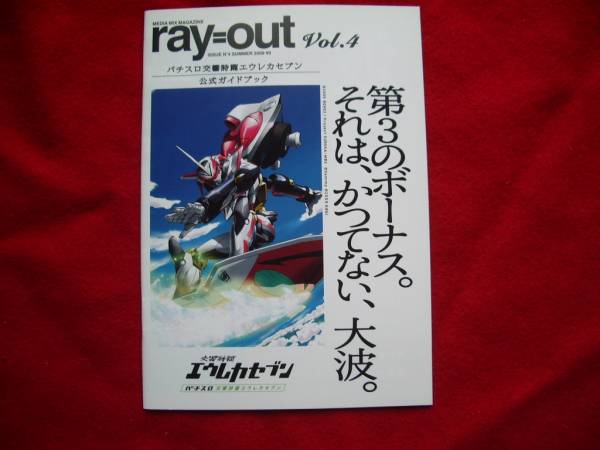 MEDIA MIX MAGAZINE
ray=out Vol.4
ISSUE N°4 SUMMER 2009 
パチスロ交響詩篇エウレカセブン
公式ガイドブック
第3のボーナス。
それは、かつてない、大波。
交響詩篇
エウレカセブン
パチスロ 交響詩篇エウレカセブン